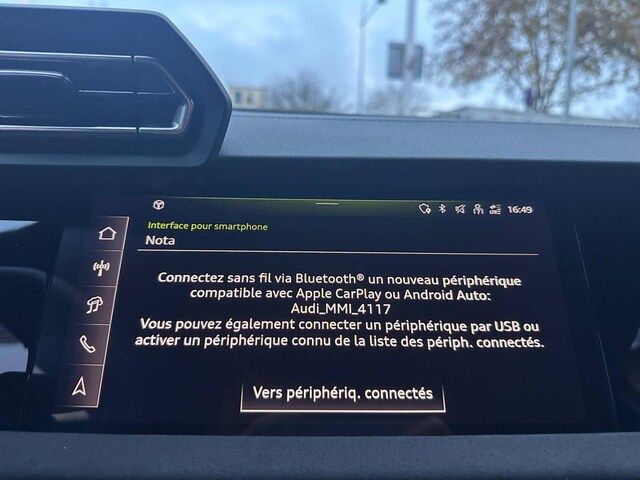 16:49
Interface pour smartphone
Nota
Connectez sans fil via Bluetooth® un nouveau périphérique
compatible avec Apple CarPlay ou Android Auto:
Audi_MMI_4117
Vous pouvez également connecter un périphérique par USB ou
activer un périphérique connu de la liste des périph. connectés.
Vers périphériq. connectés